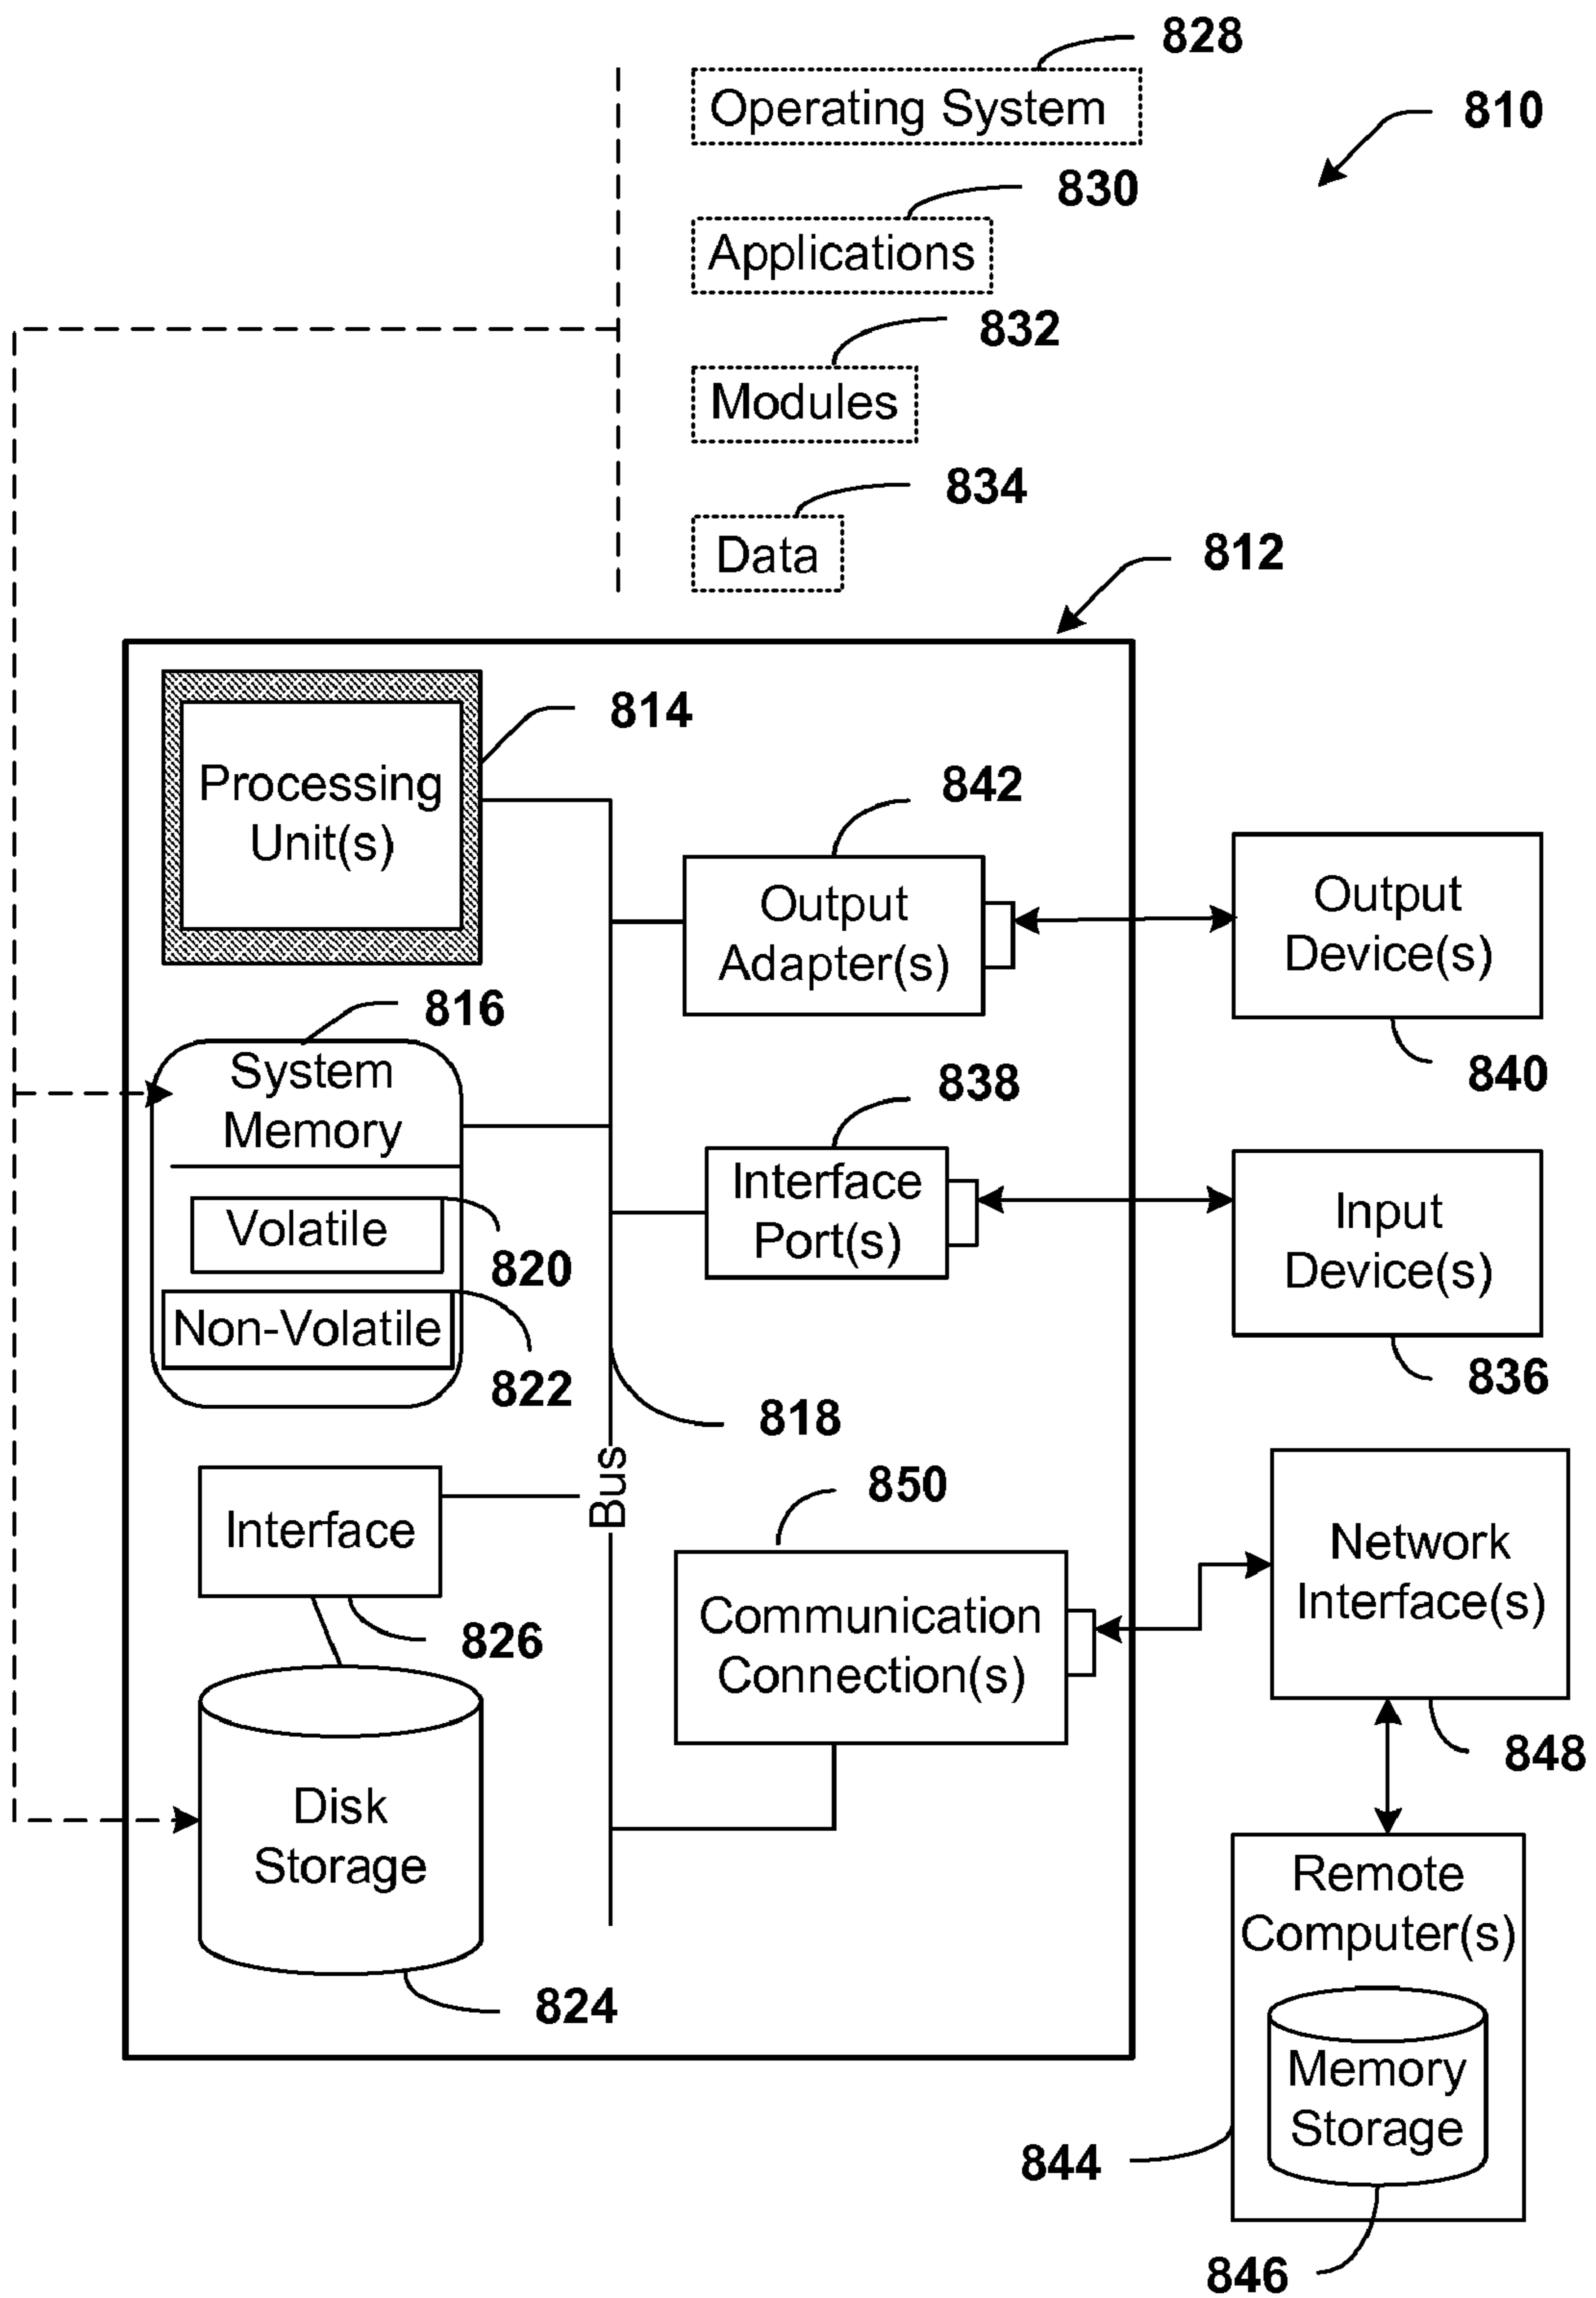 828
Operating System
810
830
Applications
832
Modules
834
Data
812
814
Processing
Unit(s)
842
Output
Adapter(s)
Output
Device(s)
840
816
System
Memory
838
Interface
Port(s)
Input
Device(s)
836
Volatile
820
Non-Volatile
822
818
Bus
850
Interface
826
Communication
Connection(s)
Network
Interface(s)
848
Disk
Storage
824
Remote
Computer(s)
Memory
Storage
844
846